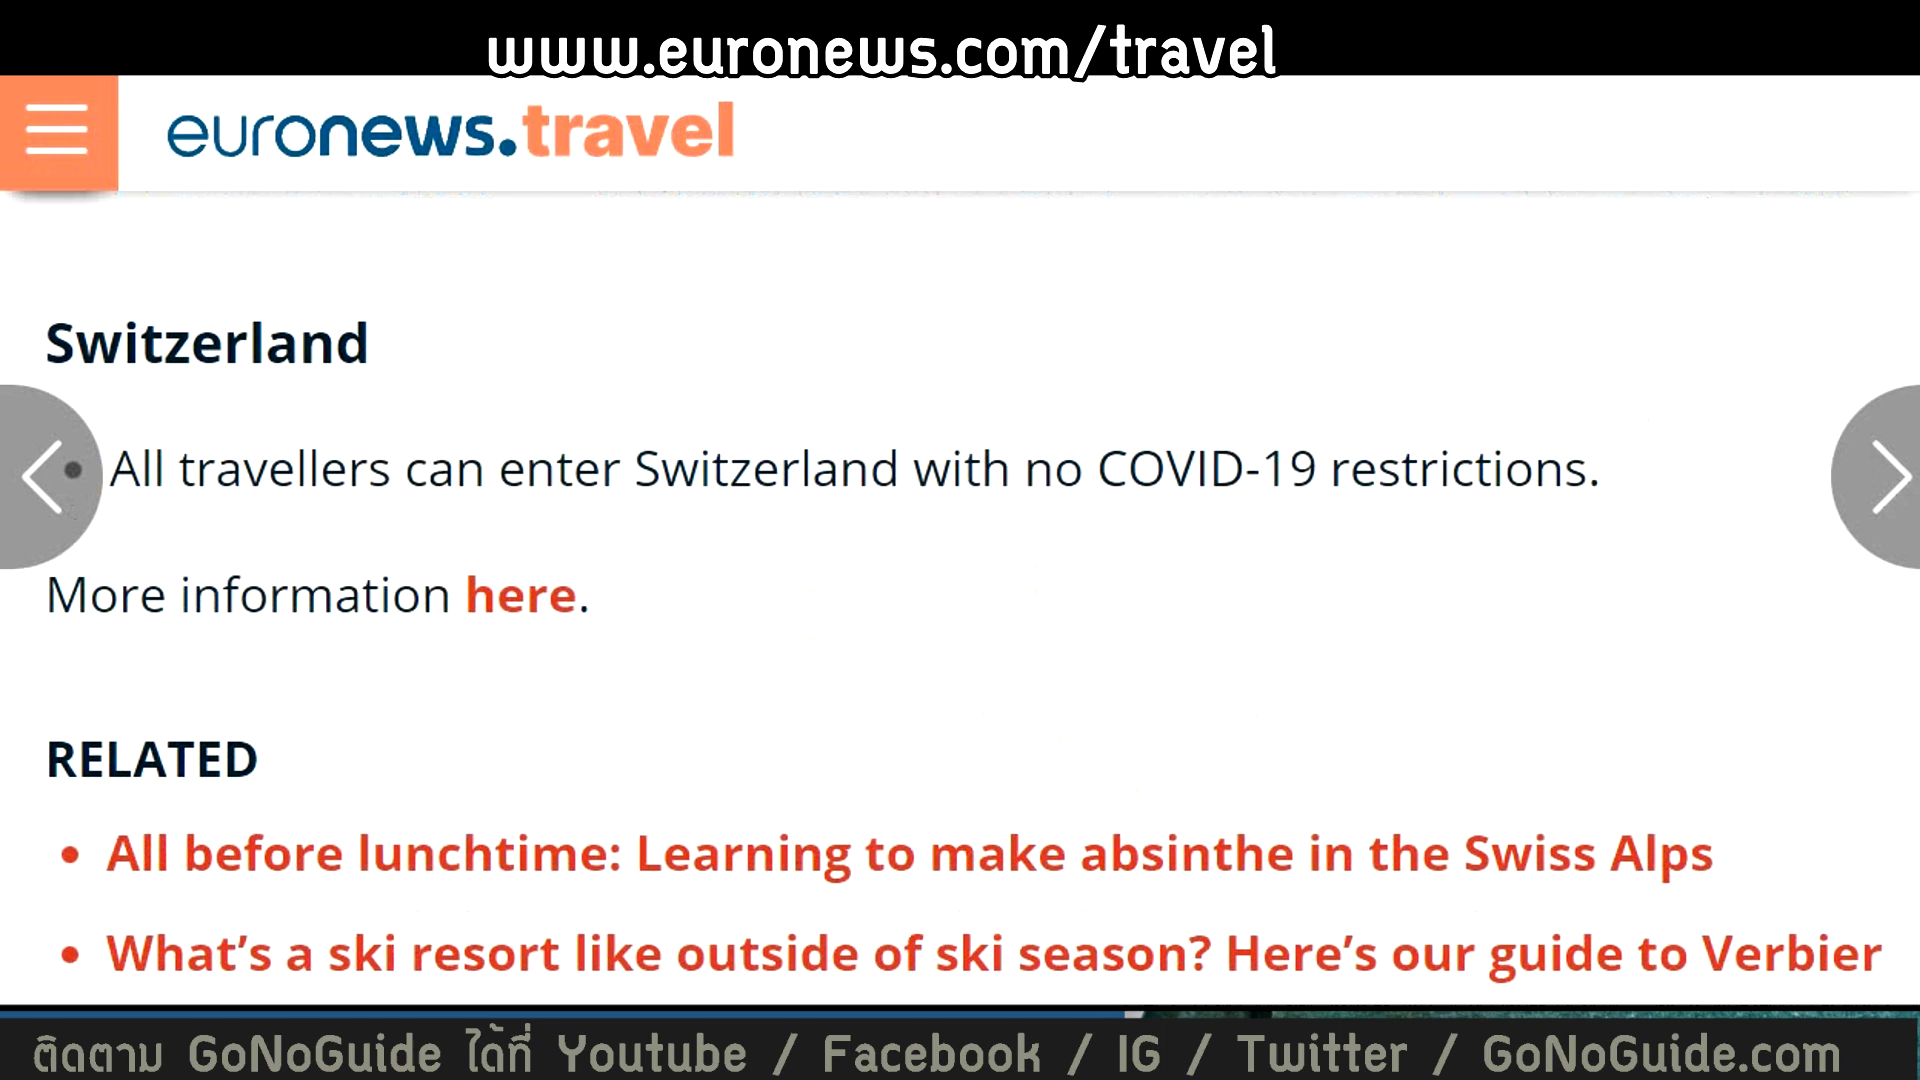 www.euronews.com/travel
euronews.travel
Switzerland
• All travellers can enter Switzerland with no COVID-19 restrictions.
More information here.
RELATED
• All before lunchtime: Learning to make absinthe in the Swiss Alps
• What’s a ski resort like outside of ski season? Here’s our guide to Verbier
ติดตาม GoNoGuide ได้ที่ Youtube / Facebook / IG / Twitter / GoNoGuide.com